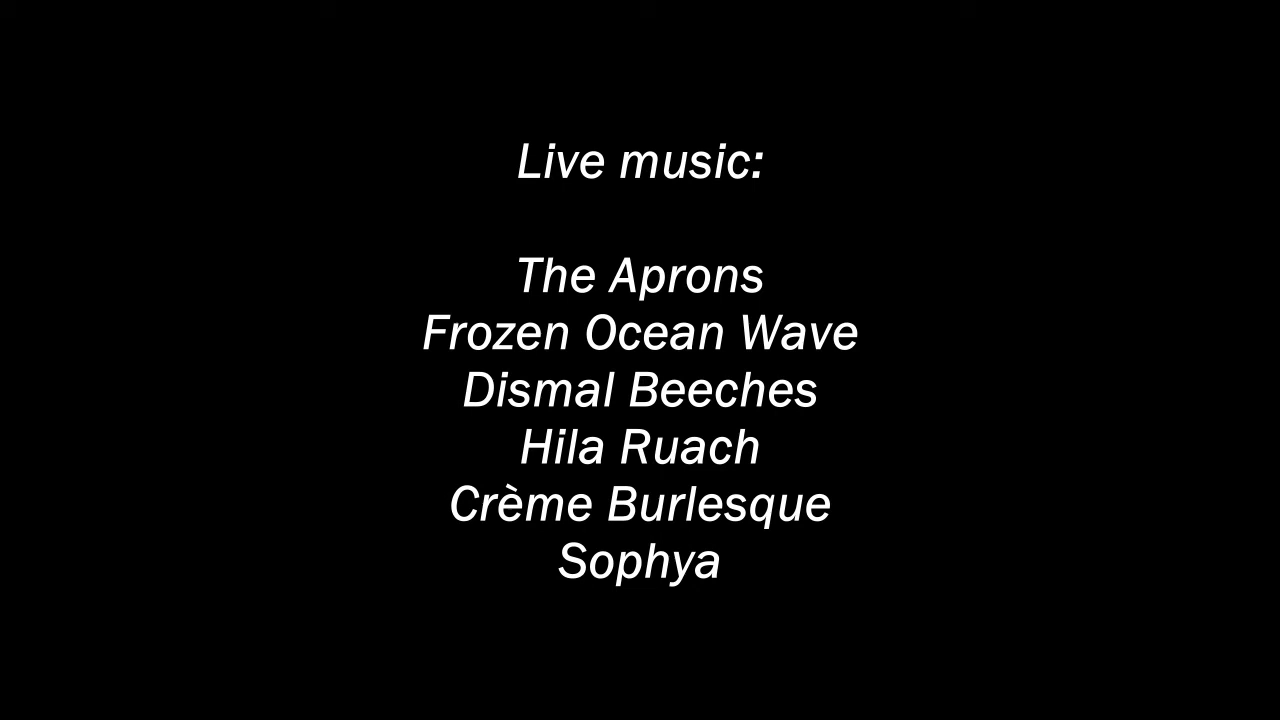 Live music:
The Aprons
Frozen Ocean Wave
Dismal Beeches
Hila Ruach
Crème Burlesque
Sophya